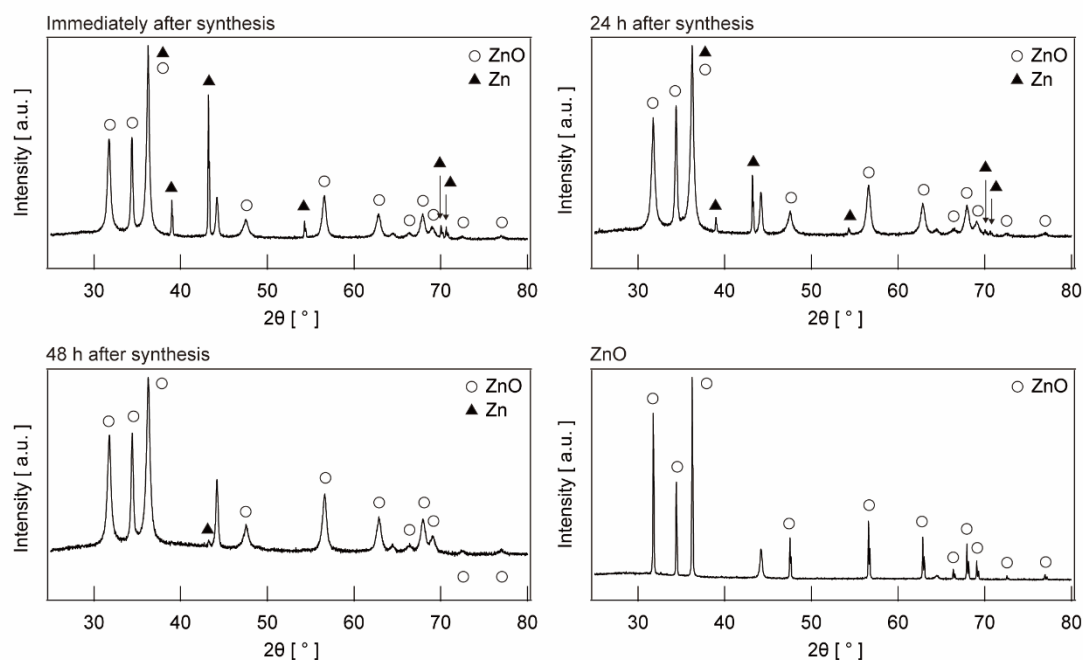 Immediately after synthesis
○ ZnO
▲ Zn
Intensity [ a.u. ]
30 40 50 60 70 80
2θ [ ° ]
24 h after synthesis
○ ZnO
▲ Zn
Intensity [ a.u. ]
30 40 50 60 70 80
2θ [ ° ]
48 h after synthesis
○ ZnO
▲ Zn
Intensity [ a.u. ]
30 40 50 60 70 80
2θ [ ° ]
ZnO
○ ZnO
Intensity [ a.u. ]
30 40 50 60 70 80
2θ [ ° ]